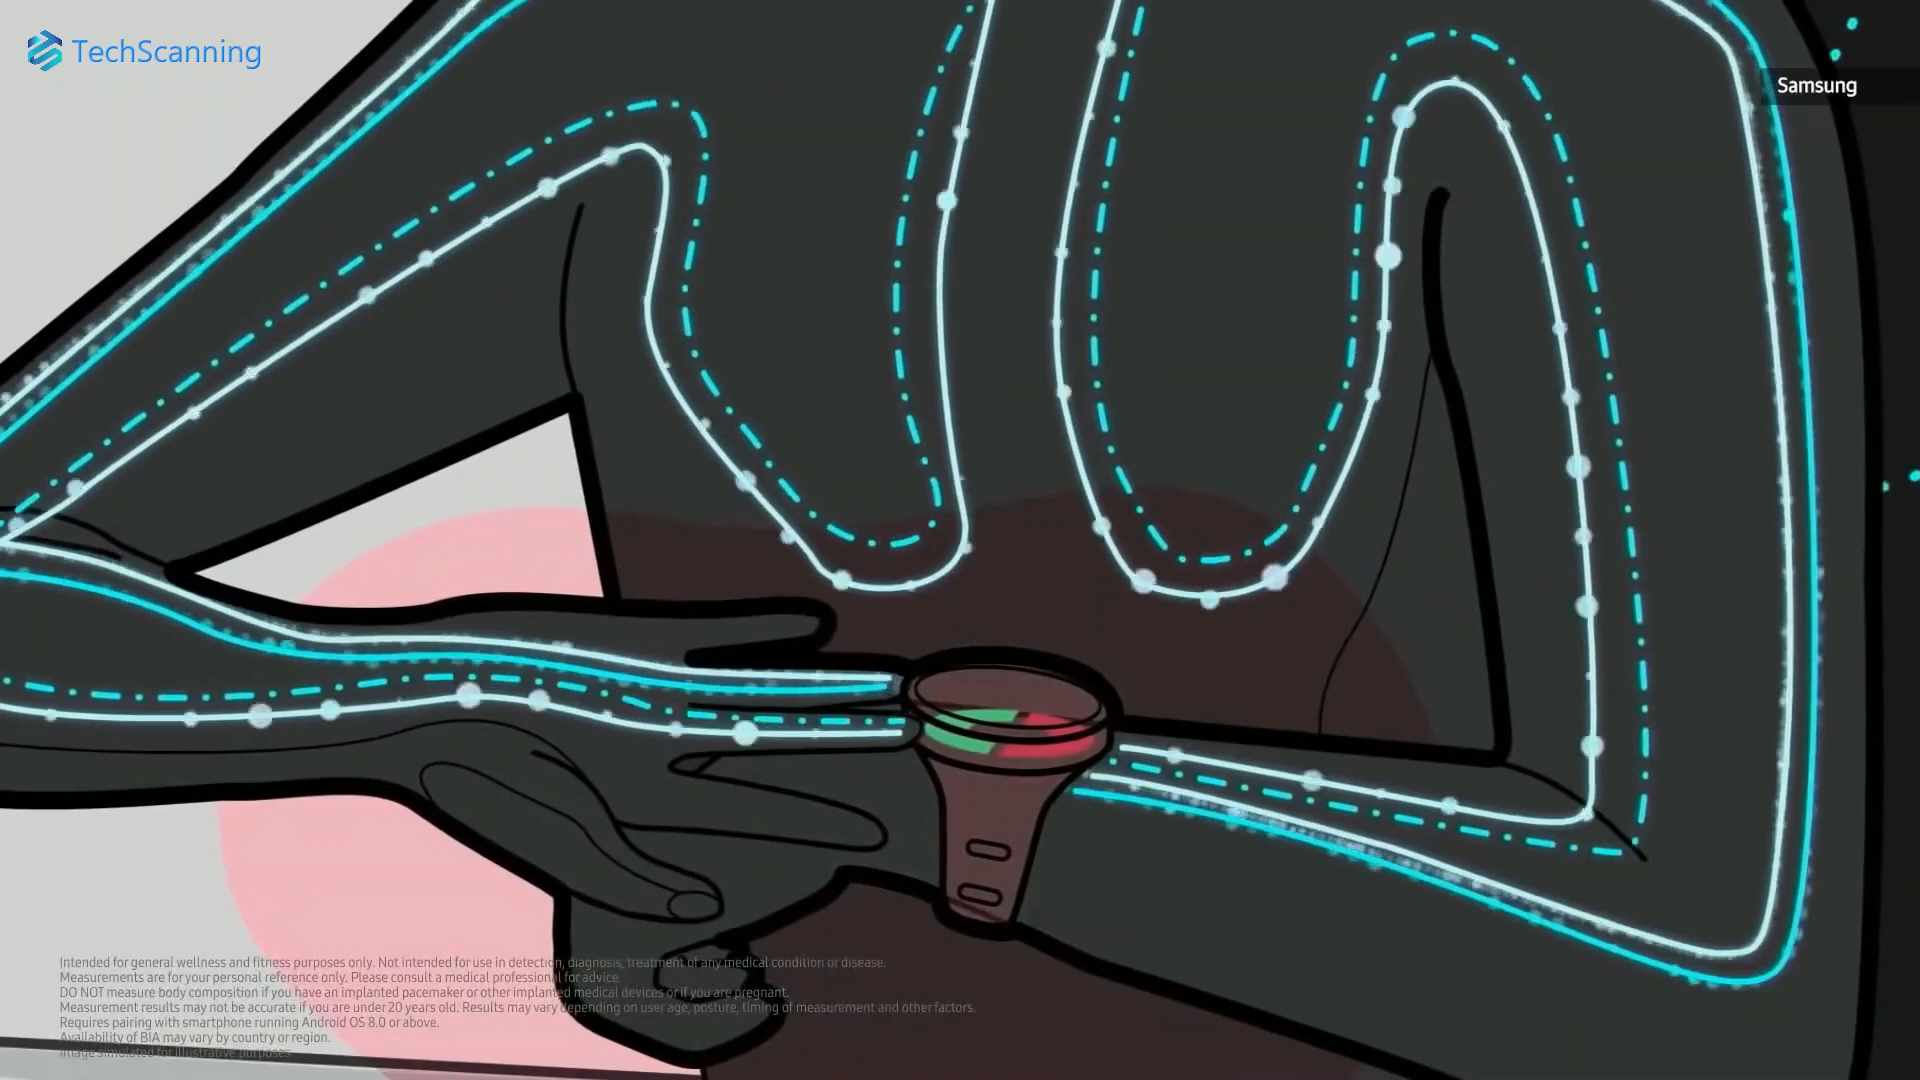 TechScanning
Samsung
Intended for general wellness and fitness purposes only. Not intended for use in detection, diagnosis, treatment of any medical condition or disease.
Measurements are for your personal reference only. Please consult a medical professional for advice.
DO NOT measure body composition if you have an implanted pacemaker or other implanted medical devices or if you are pregnant.
Measurement results may not be accurate if you are under 20 years old. Results may vary depending on user age, posture, timing of measurement and other factors.
Requires pairing with smartphone running Android OS 8.0 or above.
Availability of BIA may vary by country or region.
Image simulated for illustrative purposes.